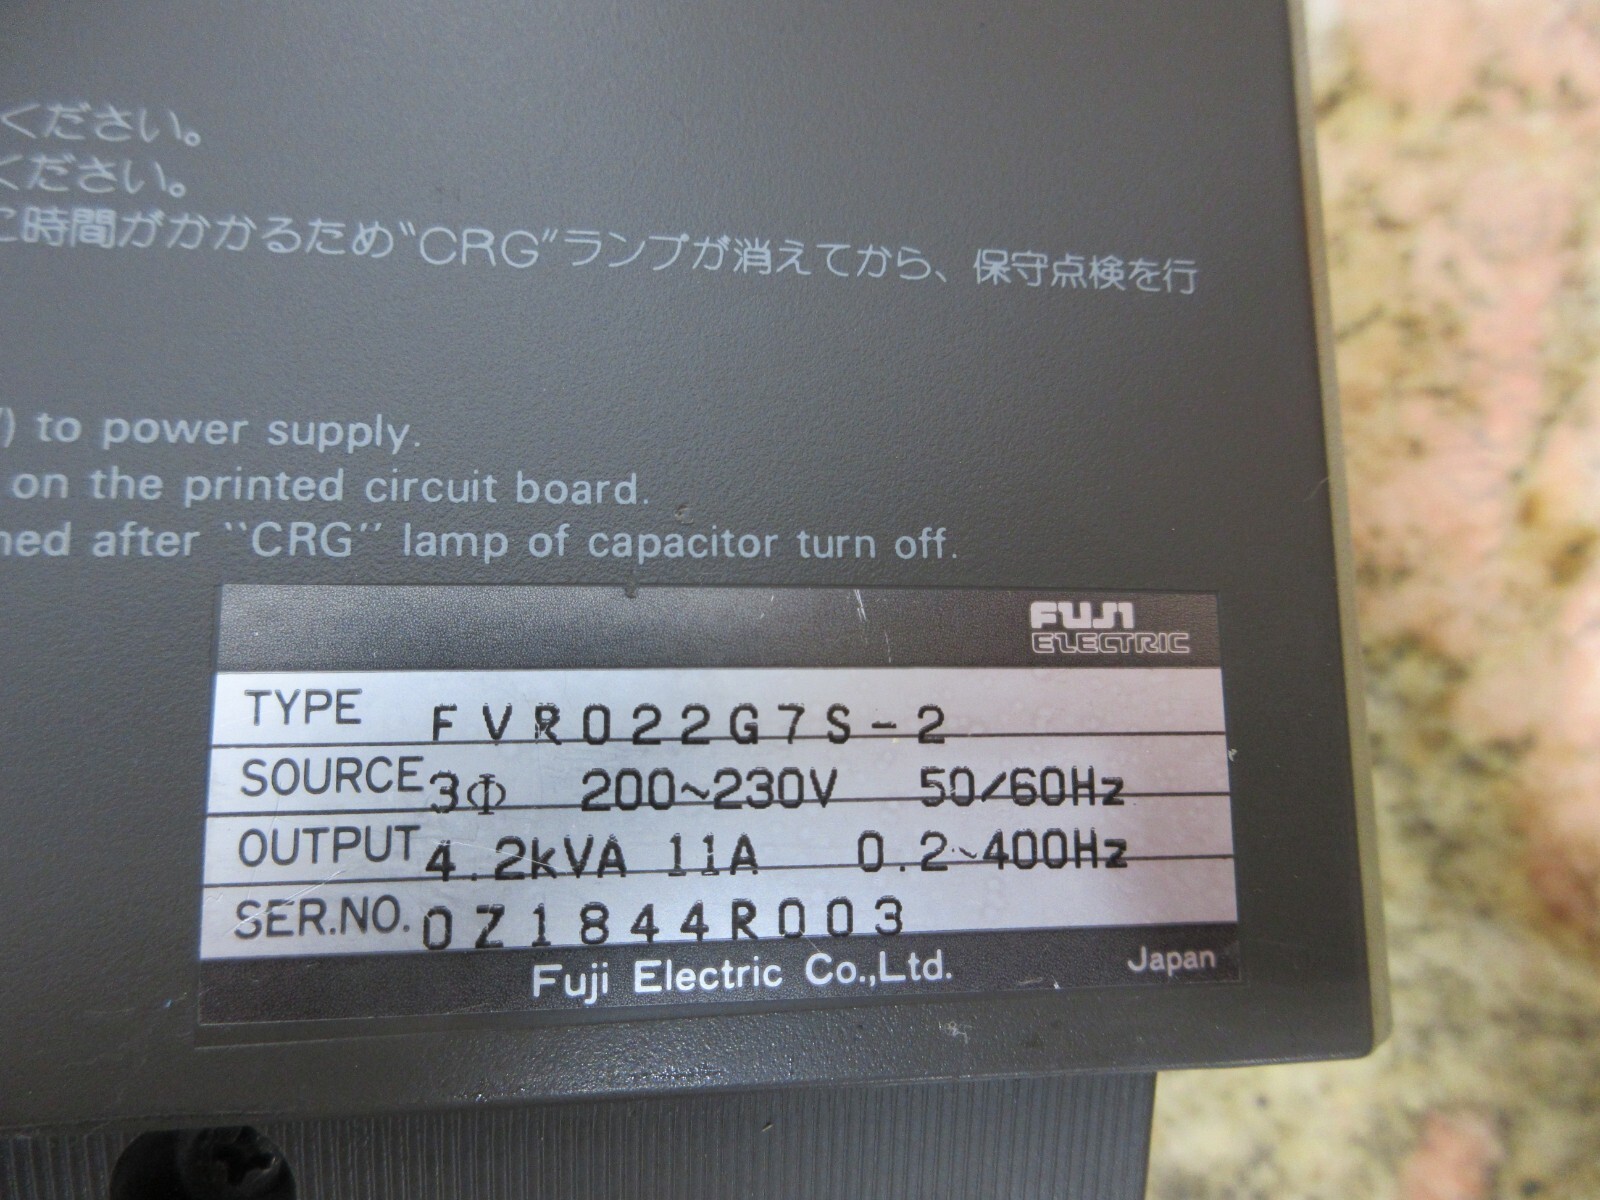 ください。
ください。
に時間がかかるため"CRG"ランプが消えてから、保守点検を行
) to power supply.
on the printed circuit board.
after "CRG" lamp of capacitor turn off.
FUJI
ELECTRIC
TYPE FVR022G7S-2
SOURCE 3Φ 200~230V 50/60Hz
OUTPUT 4.2kVA 11A 0.2~400Hz
SER.NO. 0Z1844R003
Fuji Electric Co.,Ltd. Japan